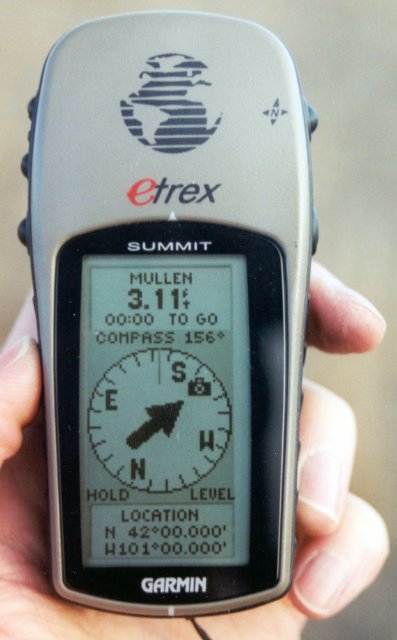 N
etrex
SUMMIT
MULLEN
3.11 ft
00:00 TO GO
COMPASS 156°
S
E
W
N
HOLD LEVEL
LOCATION
N 42°00.000'
W101°00.000'
GARMIN